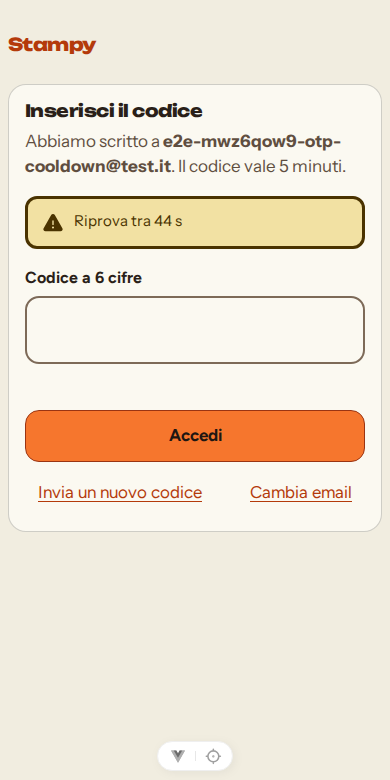 Stampy
Inserisci il codice
Abbiamo scritto a e2e-mwz6qow9-otp-
cooldown@test.it. Il codice vale 5 minuti.
Riprova tra 44 s
Codice a 6 cifre
Accedi
Invia un nuovo codice
Cambia email